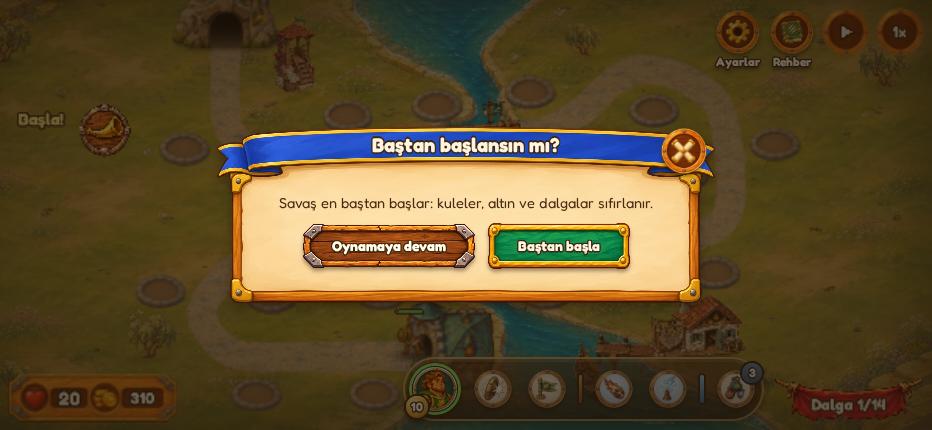 Ayarlar
Rehber
1x
Başla!
Baştan başlansın mı?
Savaş en baştan başlar: kuleler, altın ve dalgalar sıfırlanır.
Oynamaya devam
Baştan başla
20
310
10
3
Dalga 1/14